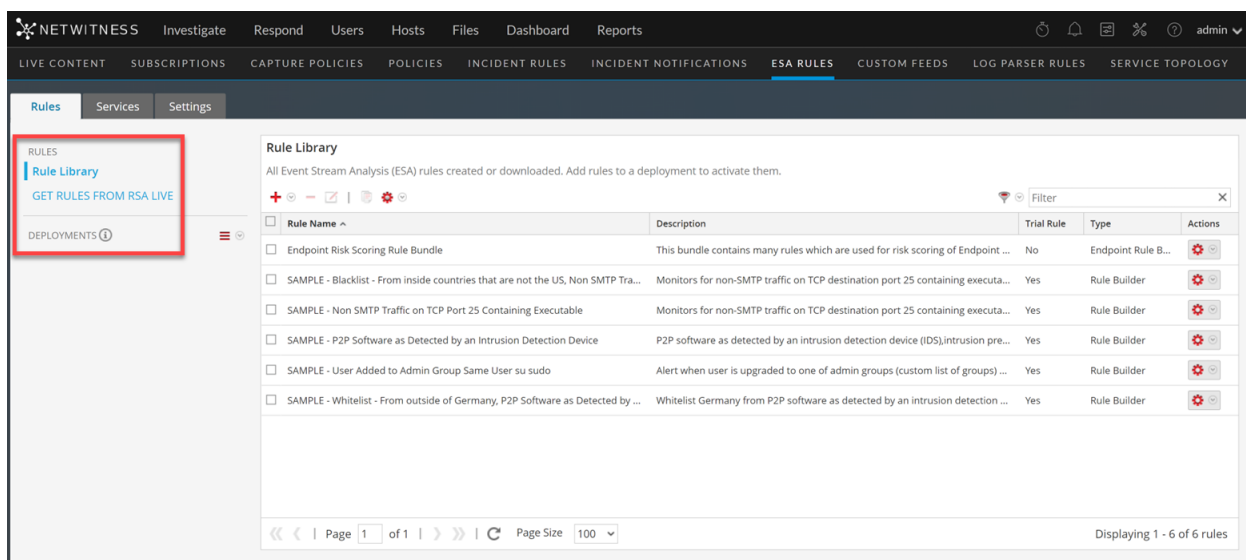 NETWITNESS Investigate Respond Users Hosts Files Dashboard Reports admin
LIVE CONTENT SUBSCRIPTIONS CAPTURE POLICIES POLICIES INCIDENT RULES INCIDENT NOTIFICATIONS ESA RULES CUSTOM FEEDS LOG PARSER RULES SERVICE TOPOLOGY
Rules Services Settings
RULES
Rule Library
GET RULES FROM RSA LIVE
DEPLOYMENTS
Rule Library
All Event Stream Analysis (ESA) rules created or downloaded. Add rules to a deployment to activate them.
Filter
Rule Name Description Trial Rule Type Actions
Endpoint Risk Scoring Rule Bundle This bundle contains many rules which are used for risk scoring of Endpoint ... No Endpoint Rule B...
SAMPLE - Blacklist - From inside countries that are not the US, Non SMTP Tra... Monitors for non-SMTP traffic on TCP destination port 25 containing executa... Yes Rule Builder
SAMPLE - Non SMTP Traffic on TCP Port 25 Containing Executable Monitors for non-SMTP traffic on TCP destination port 25 containing executa... Yes Rule Builder
SAMPLE - P2P Software as Detected by an Intrusion Detection Device P2P software as detected by an intrusion detection device (IDS),intrusion pre... Yes Rule Builder
SAMPLE - User Added to Admin Group Same User su sudo Alert when user is upgraded to one of admin groups (custom list of groups) ... Yes Rule Builder
SAMPLE - Whitelist - From outside of Germany, P2P Software as Detected by ... Whitelist Germany from P2P software as detected by an intrusion detection ... Yes Rule Builder
Page 1 of 1 Page Size 100 Displaying 1 - 6 of 6 rules